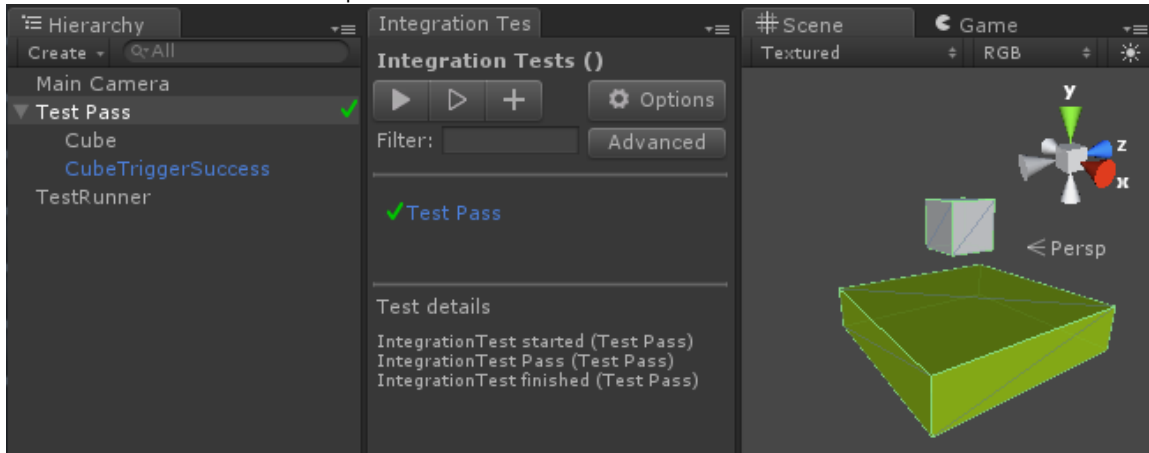 Hierarchy
Create
All
Main Camera
Test Pass
Cube
CubeTriggerSuccess
TestRunner
Integration Tes
Integration Tests ()
Options
Filter:
Advanced
Test Pass
Test details
IntegrationTest started (Test Pass)
IntegrationTest Pass (Test Pass)
IntegrationTest finished (Test Pass)
Scene
Game
Textured
RGB
y
z
x
Persp